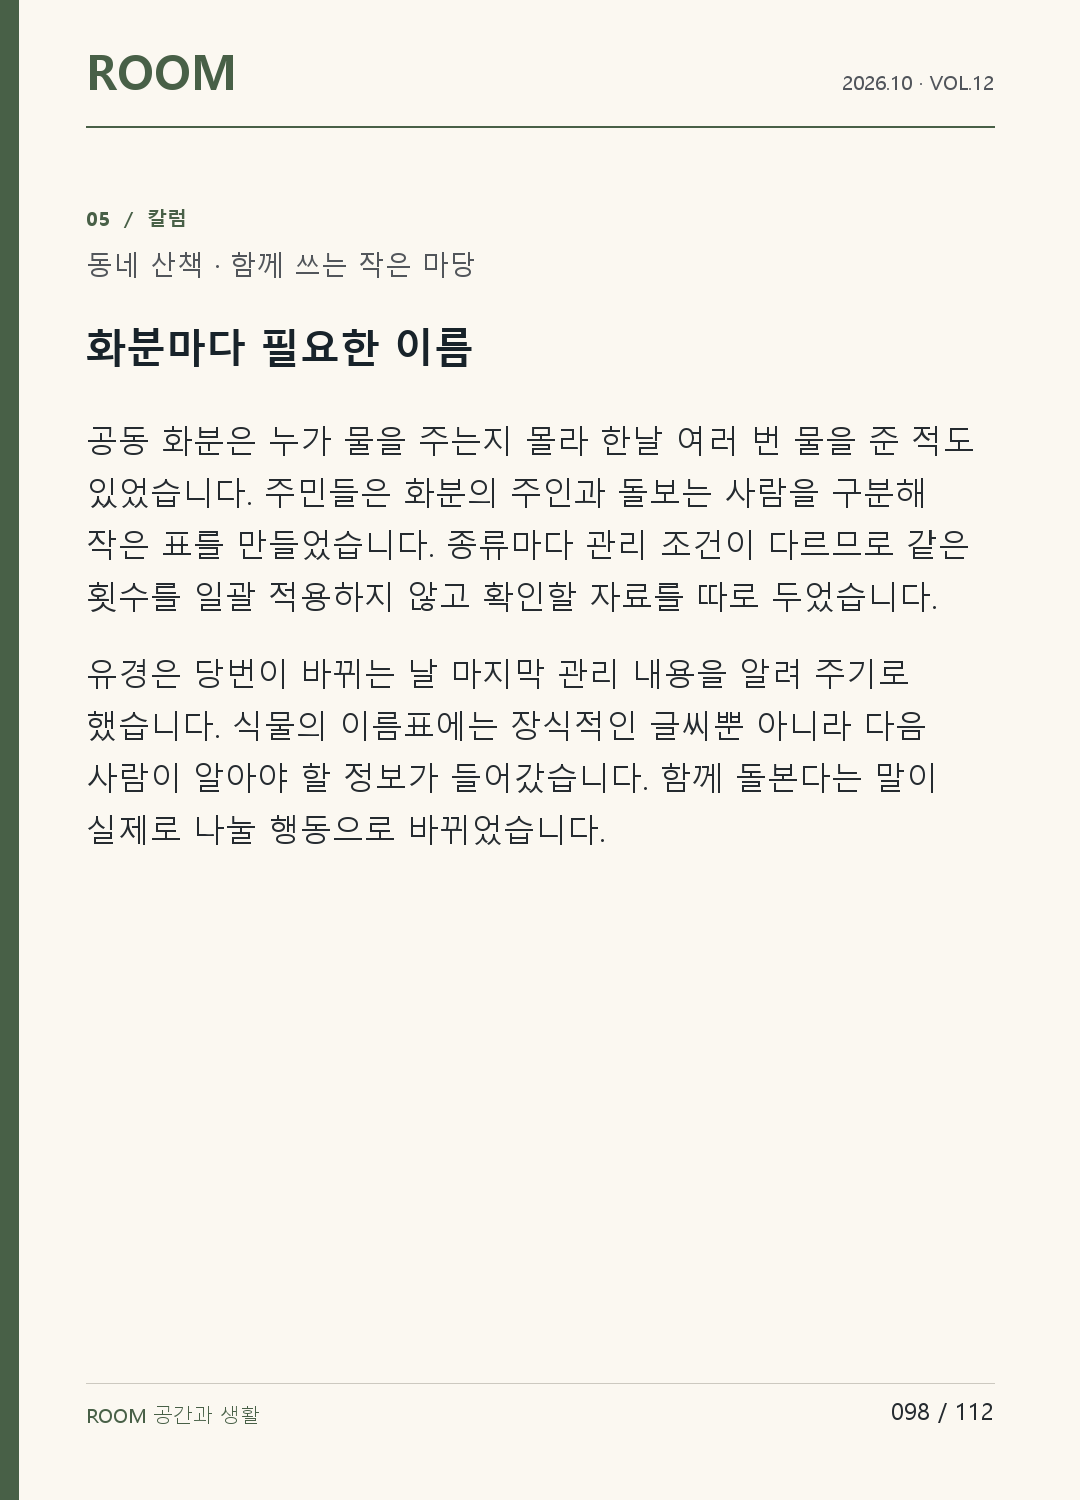 ROOM
2026.10 · VOL.12
05 / 칼럼
동네 산책 · 함께 쓰는 작은 마당
화분마다 필요한 이름
공동 화분은 누가 물을 주는지 몰라 한날 여러 번 물을 준 적도
있었습니다. 주민들은 화분의 주인과 돌보는 사람을 구분해
작은 표를 만들었습니다. 종류마다 관리 조건이 다르므로 같은
횟수를 일괄 적용하지 않고 확인할 자료를 따로 두었습니다.
유경은 당번이 바뀌는 날 마지막 관리 내용을 알려 주기로
했습니다. 식물의 이름표에는 장식적인 글씨뿐 아니라 다음
사람이 알아야 할 정보가 들어갔습니다. 함께 돌본다는 말이
실제로 나눌 행동으로 바뀌었습니다.
ROOM 공간과 생활
098 / 112